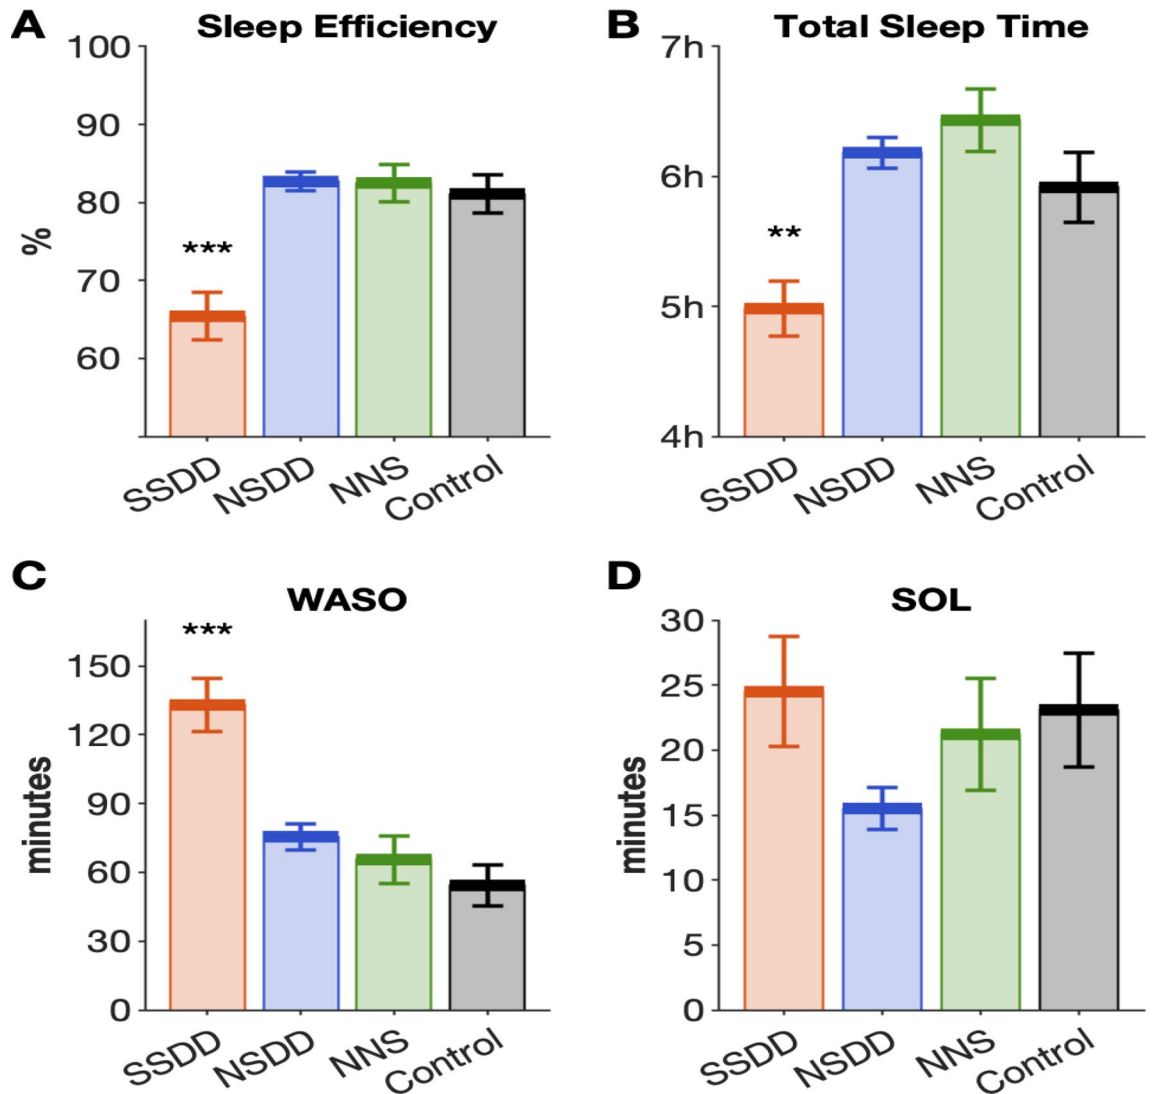 A Sleep Efficiency
100
90
80
70
60
%
***
SSDD NSDD NNS Control
B Total Sleep Time
7h
6h
5h
4h
**
SSDD NSDD NNS Control
C WASO
150
120
90
60
30
0
minutes
***
SSDD NSDD NNS Control
D SOL
30
25
20
15
10
5
0
minutes
SSDD NSDD NNS Control